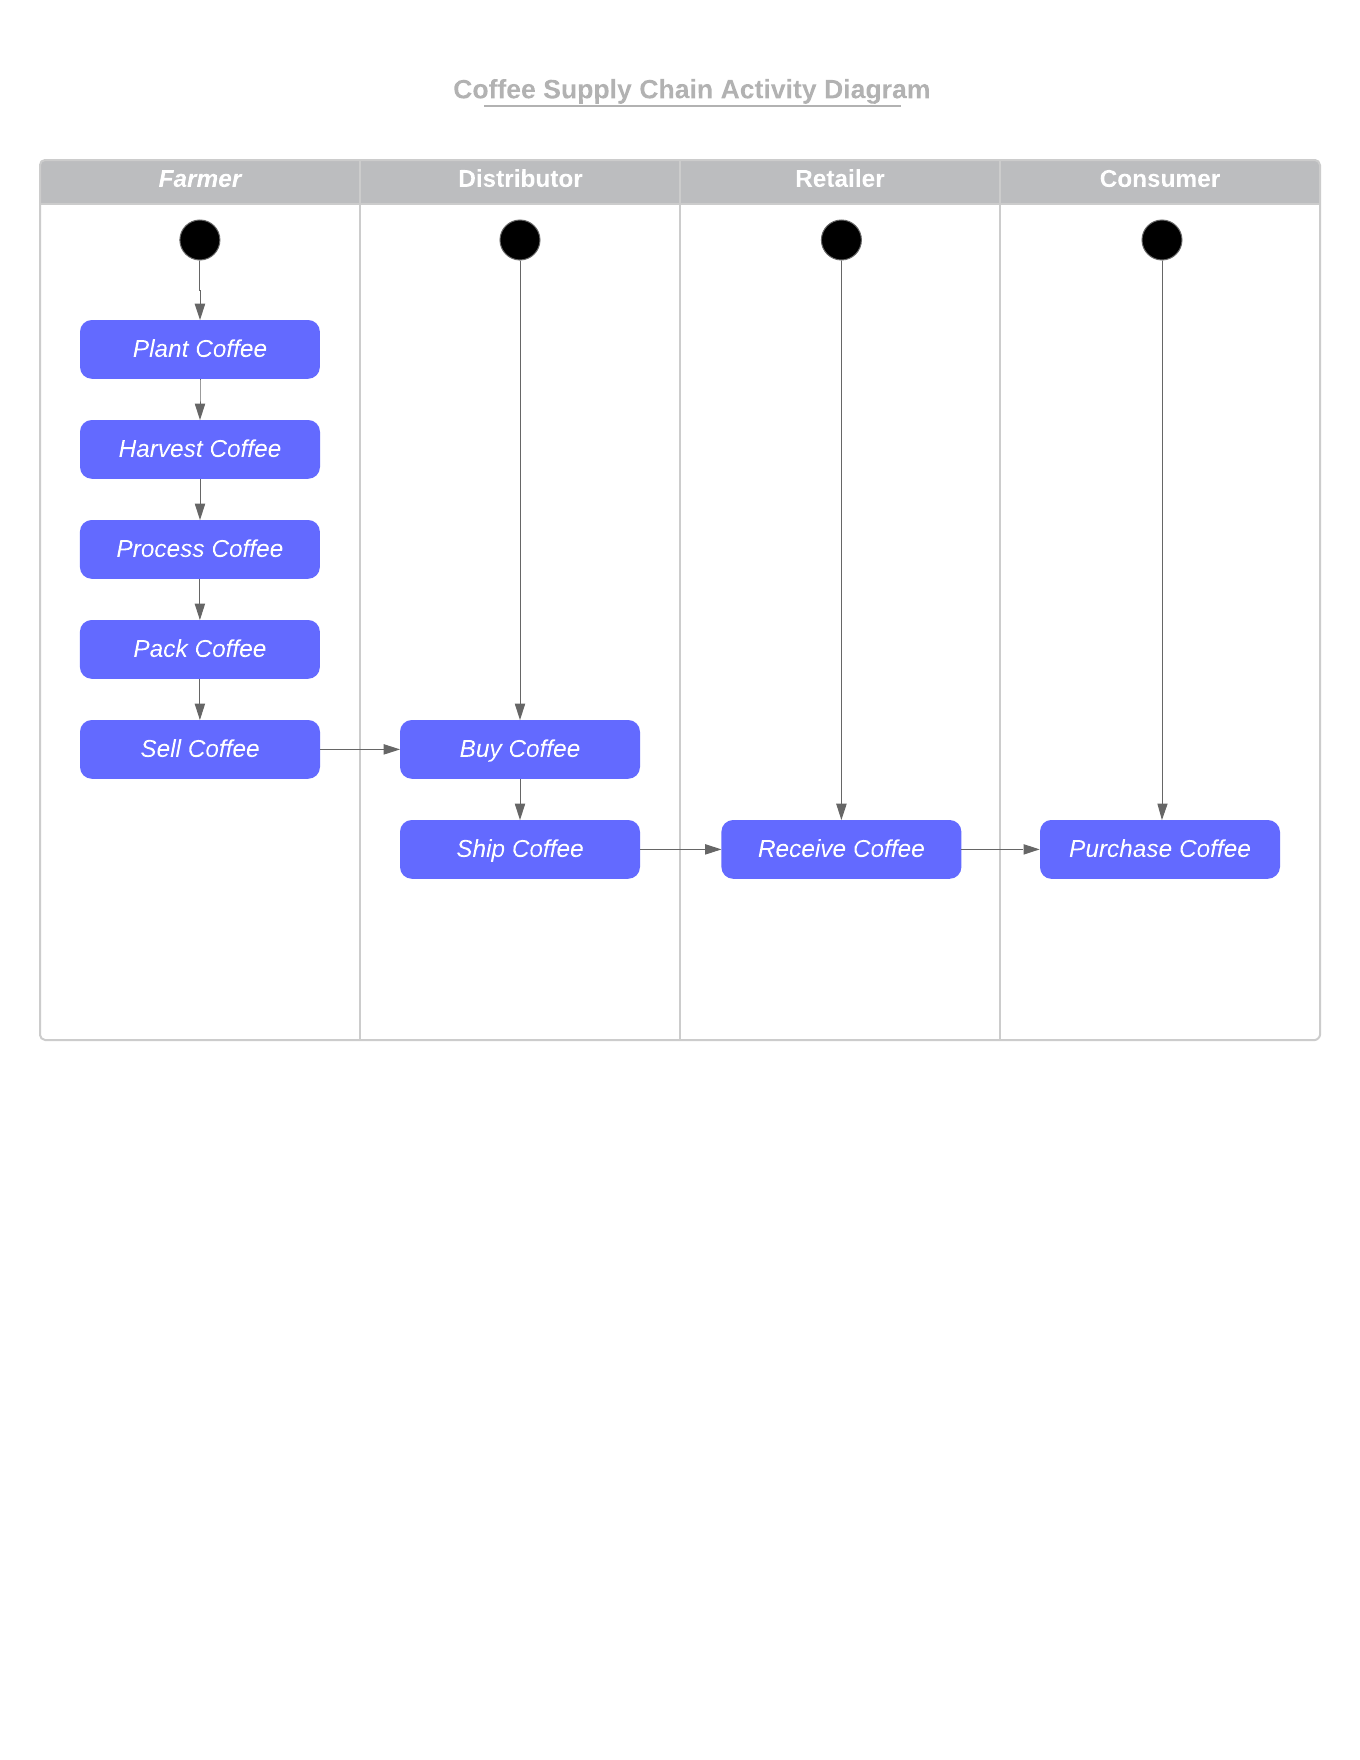 Coffee Supply Chain Activity Diagram
Farmer
Distributor
Retailer
Consumer
Plant Coffee
Harvest Coffee
Process Coffee
Pack Coffee
Sell Coffee
Buy Coffee
Ship Coffee
Receive Coffee
Purchase Coffee